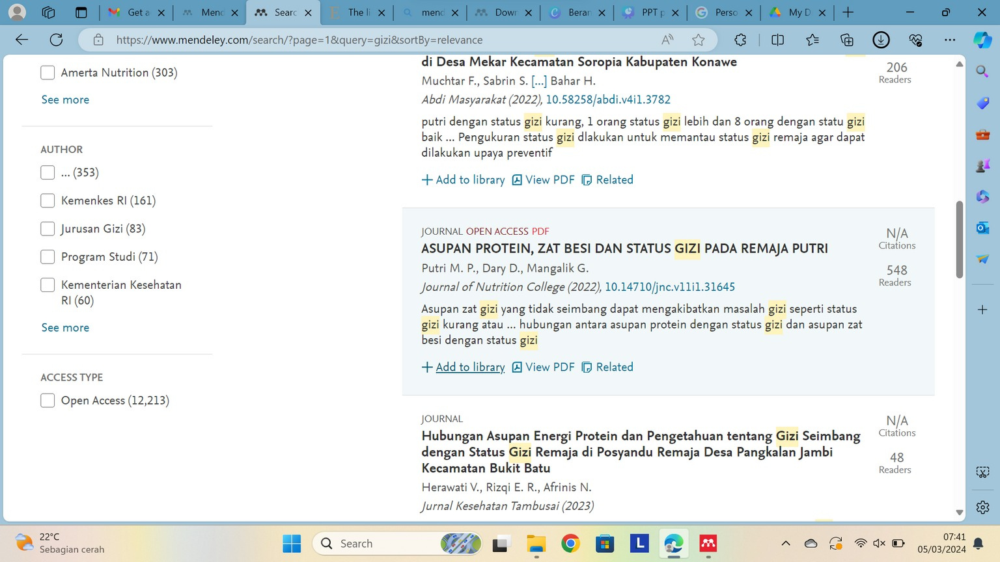 Get a
Mend
Searc
The li
mend
Down
Beran
PPT p
Perso
My D
https://www.mendeley.com/search/?page=1&query=gizi&sortBy=relevance
Amerta Nutrition (303)
See more
AUTHOR
... (353)
Kemenkes RI (161)
Jurusan Gizi (83)
Program Studi (71)
Kementerian Kesehatan
RI (60)
See more
ACCESS TYPE
Open Access (12,213)
di Desa Mekar Kecamatan Soropia Kabupaten Konawe
Muchtar F., Sabrin S. [...] Bahar H.
Abdi Masyarakat (2022), 10.58258/abdi.v4i1.3782
putri dengan status gizi kurang, 1 orang status gizi lebih dan 8 orang dengan statu gizi
baik ... Pengukuran status gizi dlakukan untuk memantau status gizi remaja agar dapat
dilakukan upaya preventif
Add to library View PDF Related
206
Readers
JOURNAL OPEN ACCESS PDF
ASUPAN PROTEIN, ZAT BESI DAN STATUS GIZI PADA REMAJA PUTRI
Putri M. P., Dary D., Mangalik G.
Journal of Nutrition College (2022), 10.14710/jnc.v11i1.31645
Asupan zat gizi yang tidak seimbang dapat mengakibatkan masalah gizi seperti status
gizi kurang atau ... hubungan antara asupan protein dengan status gizi dan asupan zat
besi dengan status gizi
Add to library View PDF Related
N/A
Citations
548
Readers
JOURNAL
Hubungan Asupan Energi Protein dan Pengetahuan tentang Gizi Seimbang
dengan Status Gizi Remaja di Posyandu Remaja Desa Pangkalan Jambi
Kecamatan Bukit Batu
Herawati V., Rizqi E. R., Afrinis N.
Jurnal Kesehatan Tambusai (2023)
N/A
Citations
48
Readers
22°C
Sebagian cerah
Search
07:41
05/03/2024